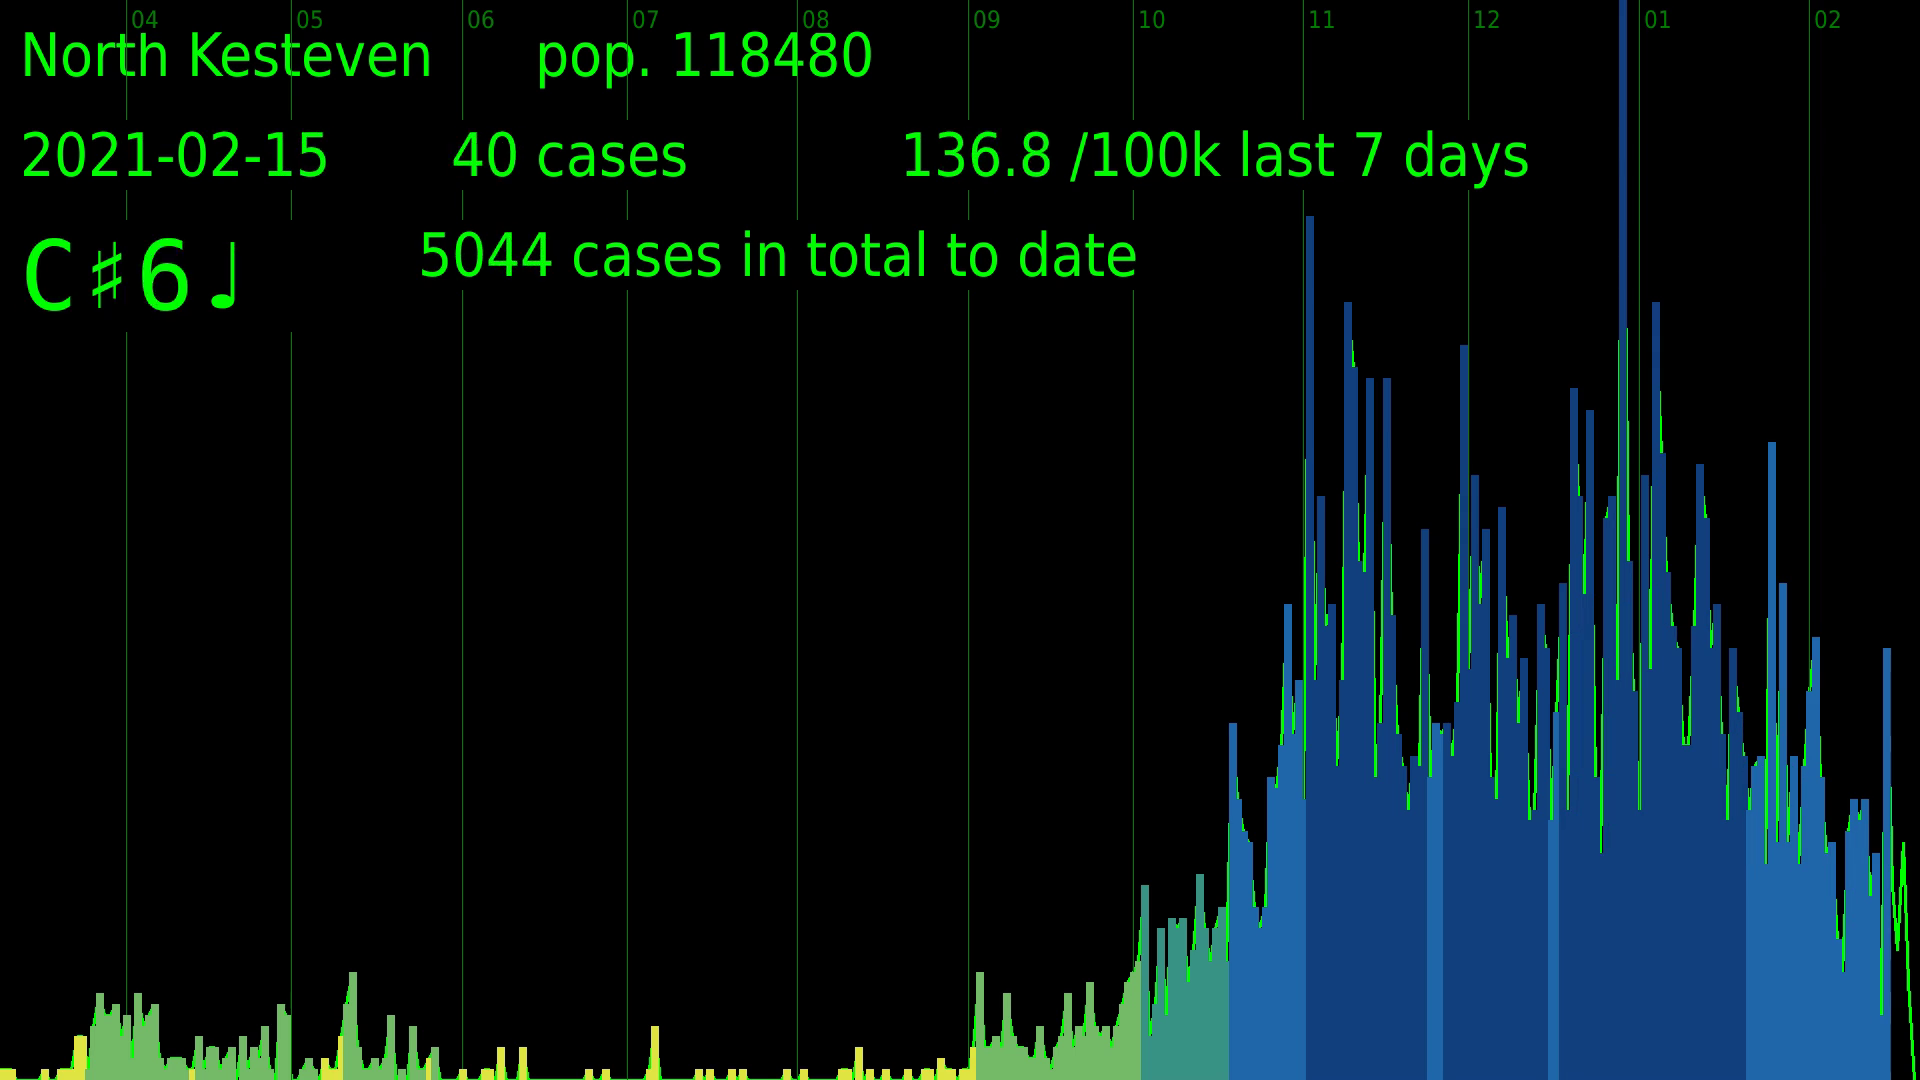 04 05 06 07 08 09 10 11 12 01 02
North Kesteven pop. 118480
2021-02-15 40 cases 136.8 /100k last 7 days
C♯6♩ 5044 cases in total to date